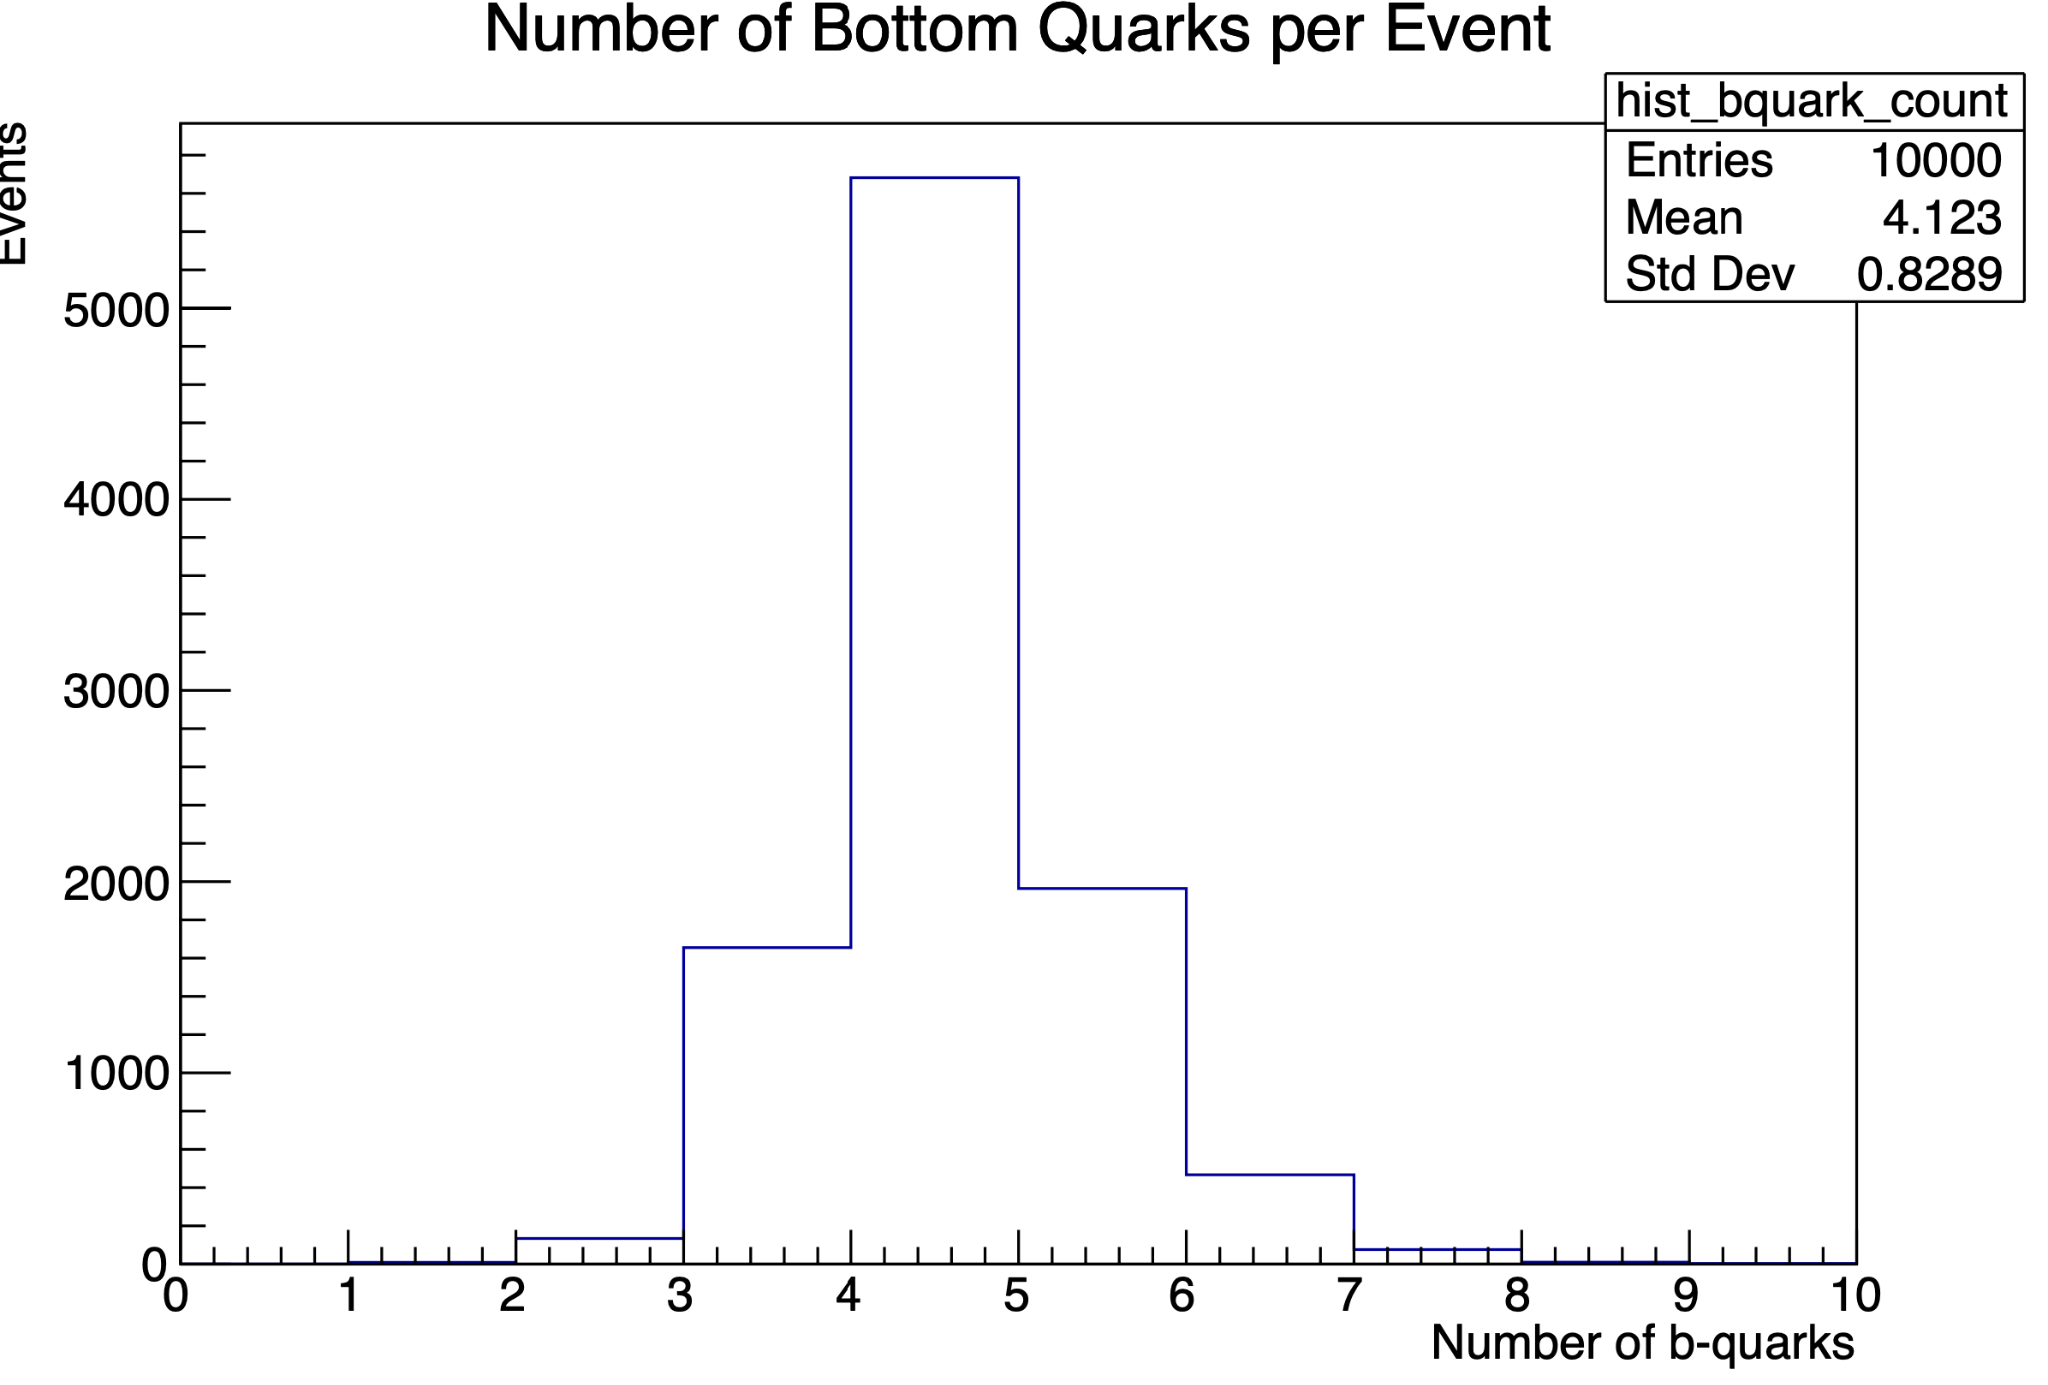 Number of Bottom Quarks per Event
hist_bquark_count
Entries 10000
Mean 4.123
Std Dev 0.8289
Events
5000
4000
3000
2000
1000
0
0 1 2 3 4 5 6 7 8 9 10
Number of b-quarks